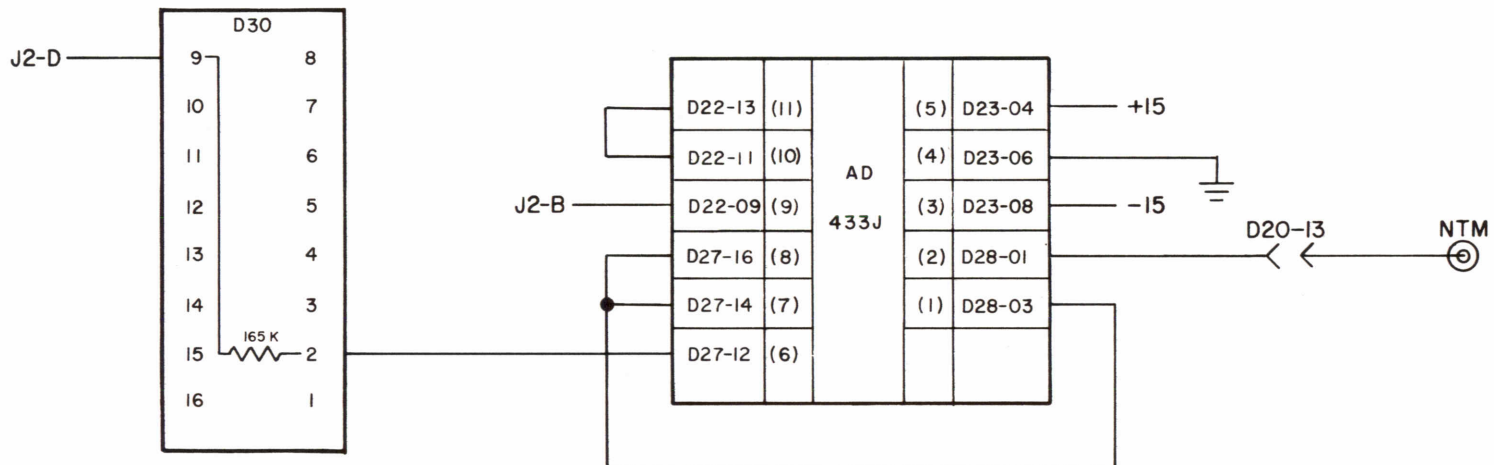 D30
J2-D
9 8
10 7
11 6
12 5
13 4
14 3
165 K
15 2
16 1
D22-13 (11) (5) D23-04 +15
D22-11 (10) (4) D23-06
AD
J2-B D22-09 (9) (3) D23-08 -15
433J
D27-16 (8) (2) D28-01
D20-13 NTM
D27-14 (7) (1) D28-03
D27-12 (6)